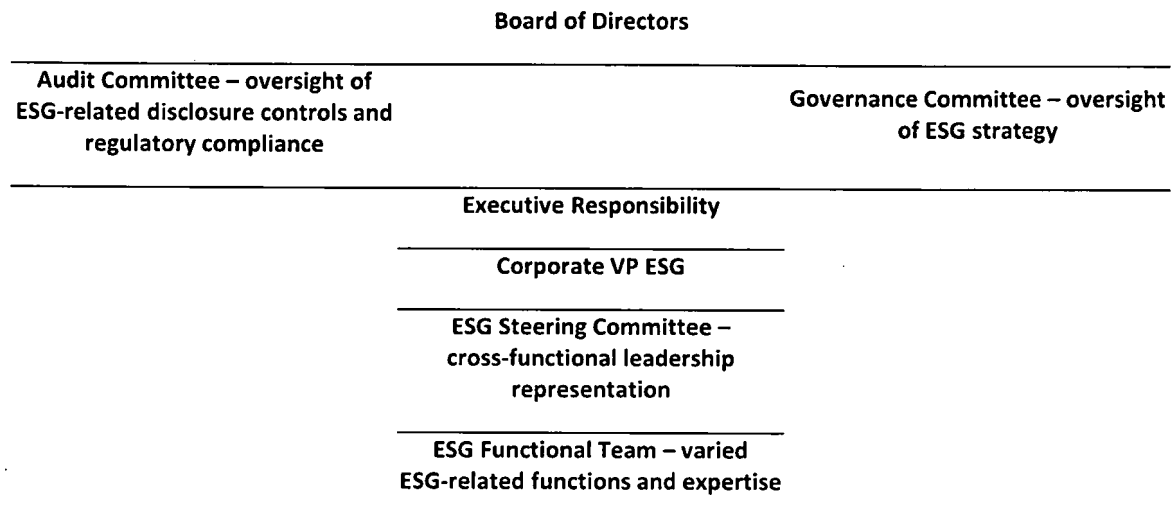 Board of Directors
Audit Committee – oversight of
ESG-related disclosure controls and
regulatory compliance
Governance Committee – oversight
of ESG strategy
Executive Responsibility
Corporate VP ESG
ESG Steering Committee –
cross-functional leadership
representation
ESG Functional Team – varied
ESG-related functions and expertise